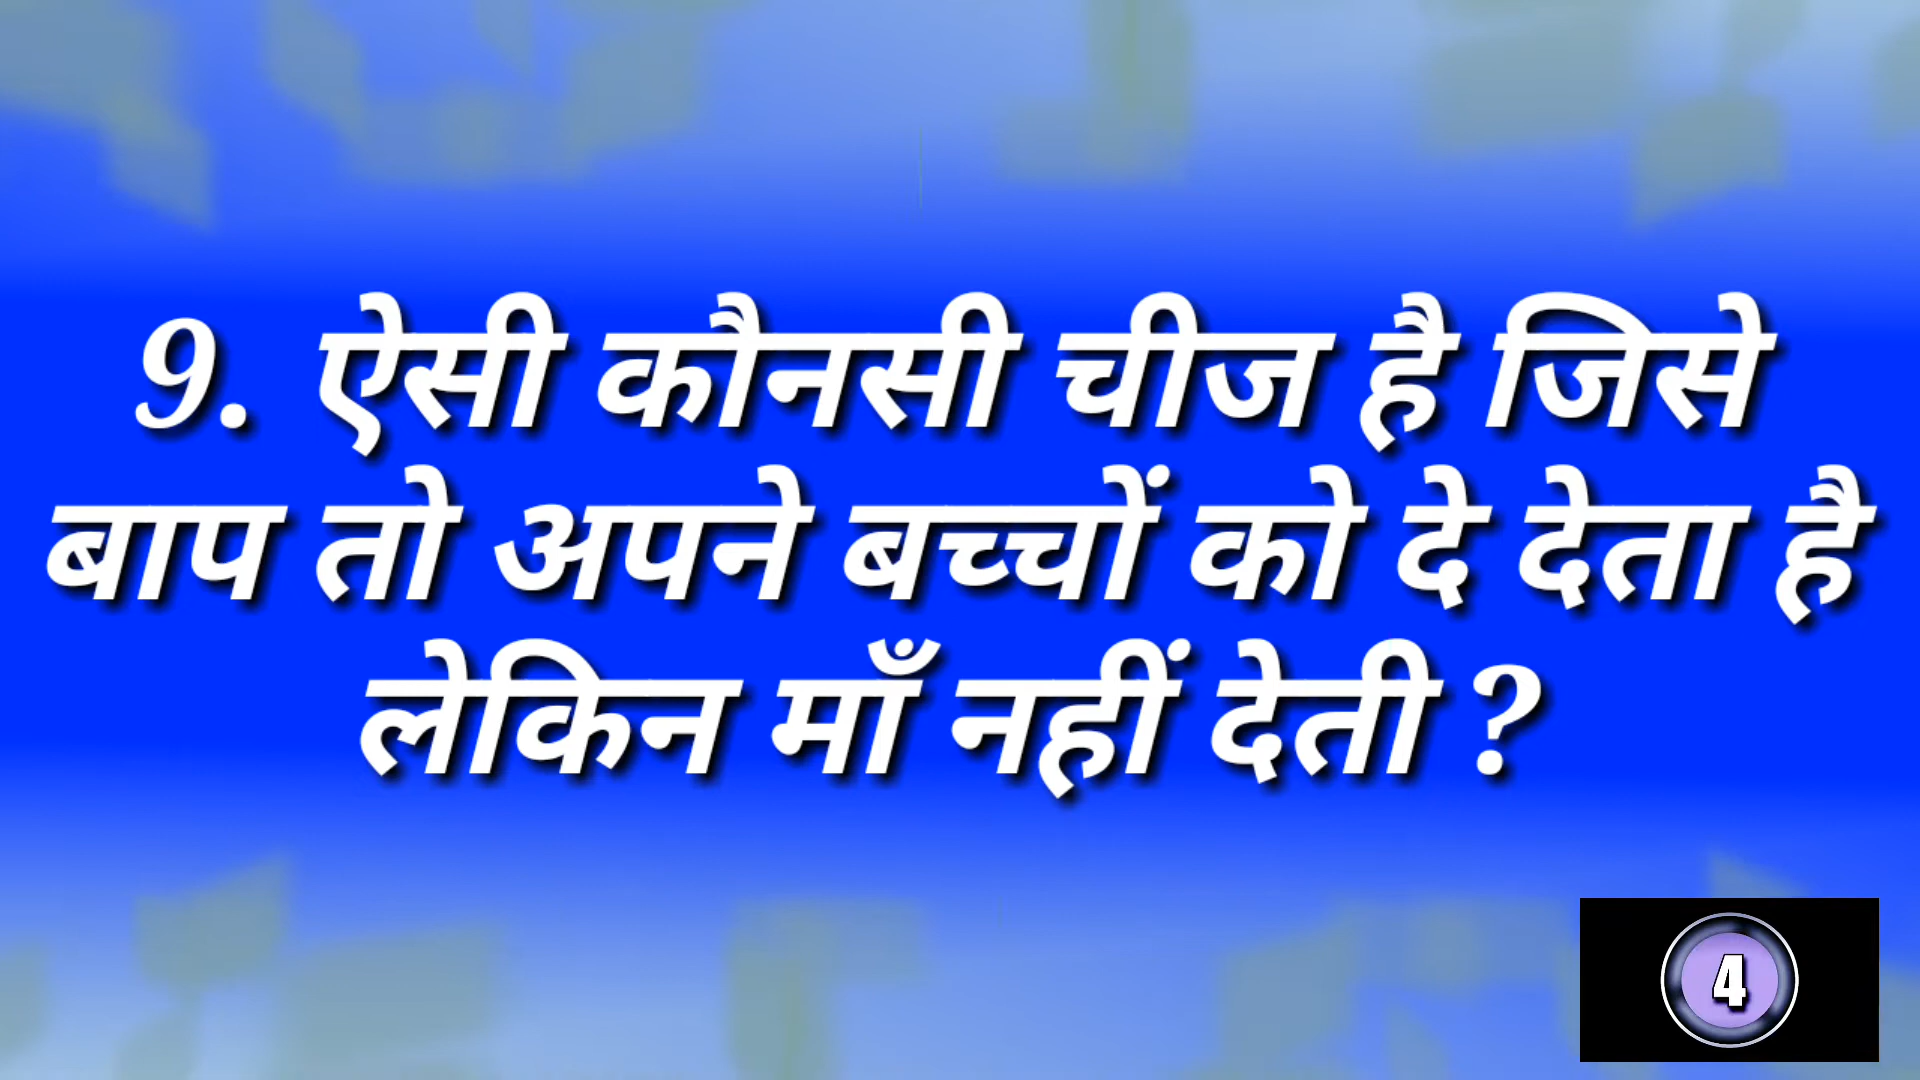 9. ऐसी कौनसी चीज है जिसे
बाप तो अपने बच्चों को दे देता है
लेकिन माँ नहीं देती ?
4